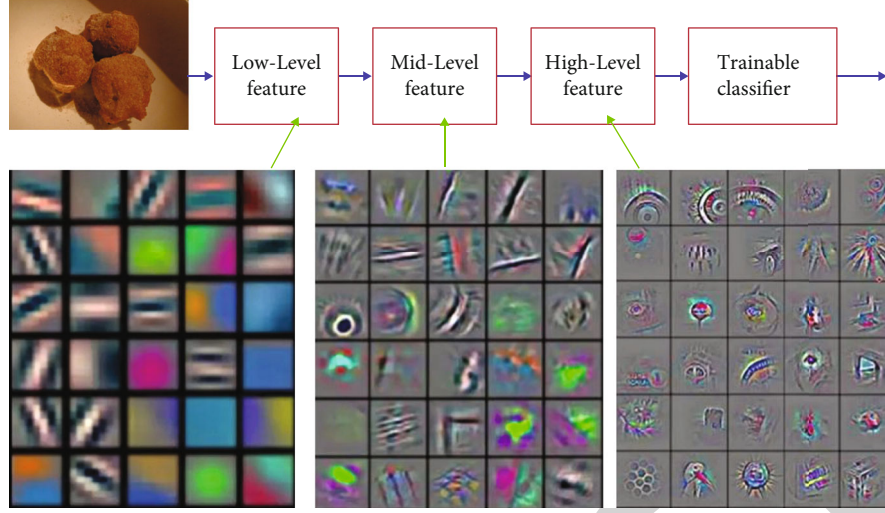 Low-Level
feature
Mid-Level
feature
High-Level
feature
Trainable
classifier